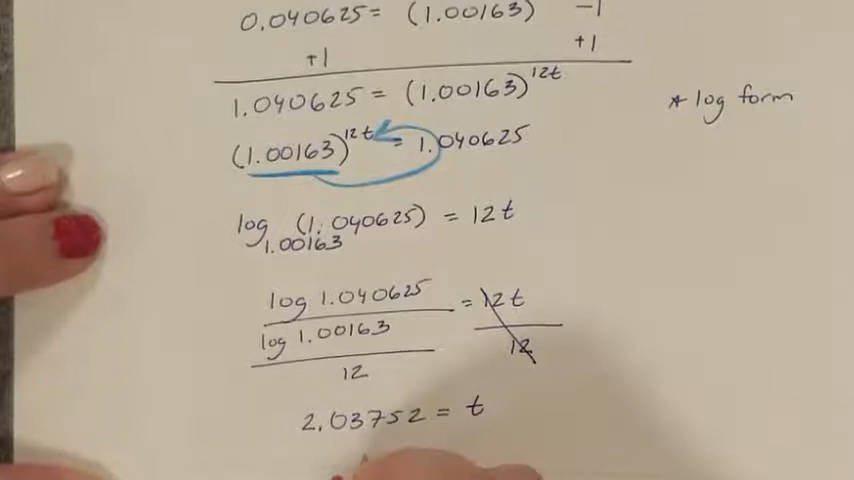 0.040625 = (1.00163) -1
+1 +1
1.040625 = (1.00163)^12t
* log form
(1.00163)^12t = 1.040625
log_1.00163 (1.040625) = 12t
log 1.040625 / log 1.00163 / 12 = 12t / 12
2.03752 = t